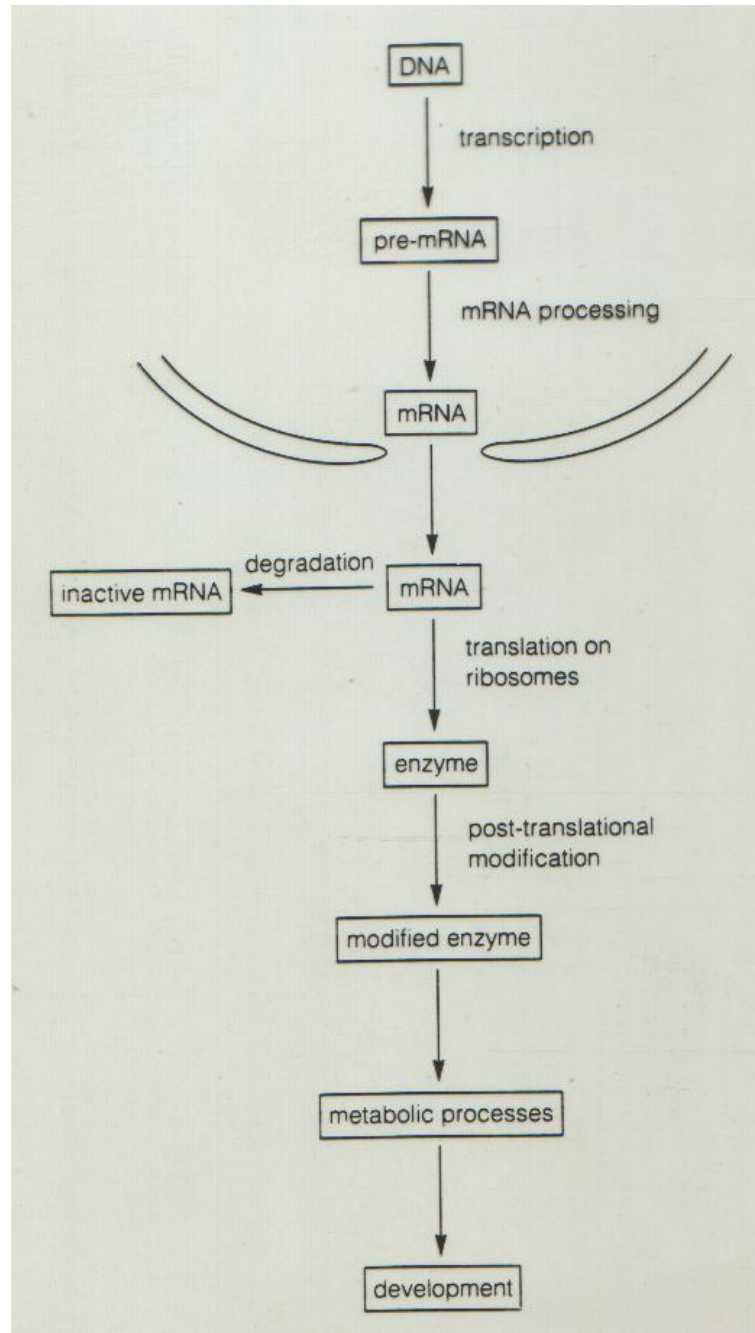 DNA
transcription
pre-mRNA
mRNA processing
mRNA
degradation
inactive mRNA
mRNA
translation on
ribosomes
enzyme
post-translational
modification
modified enzyme
metabolic processes
development